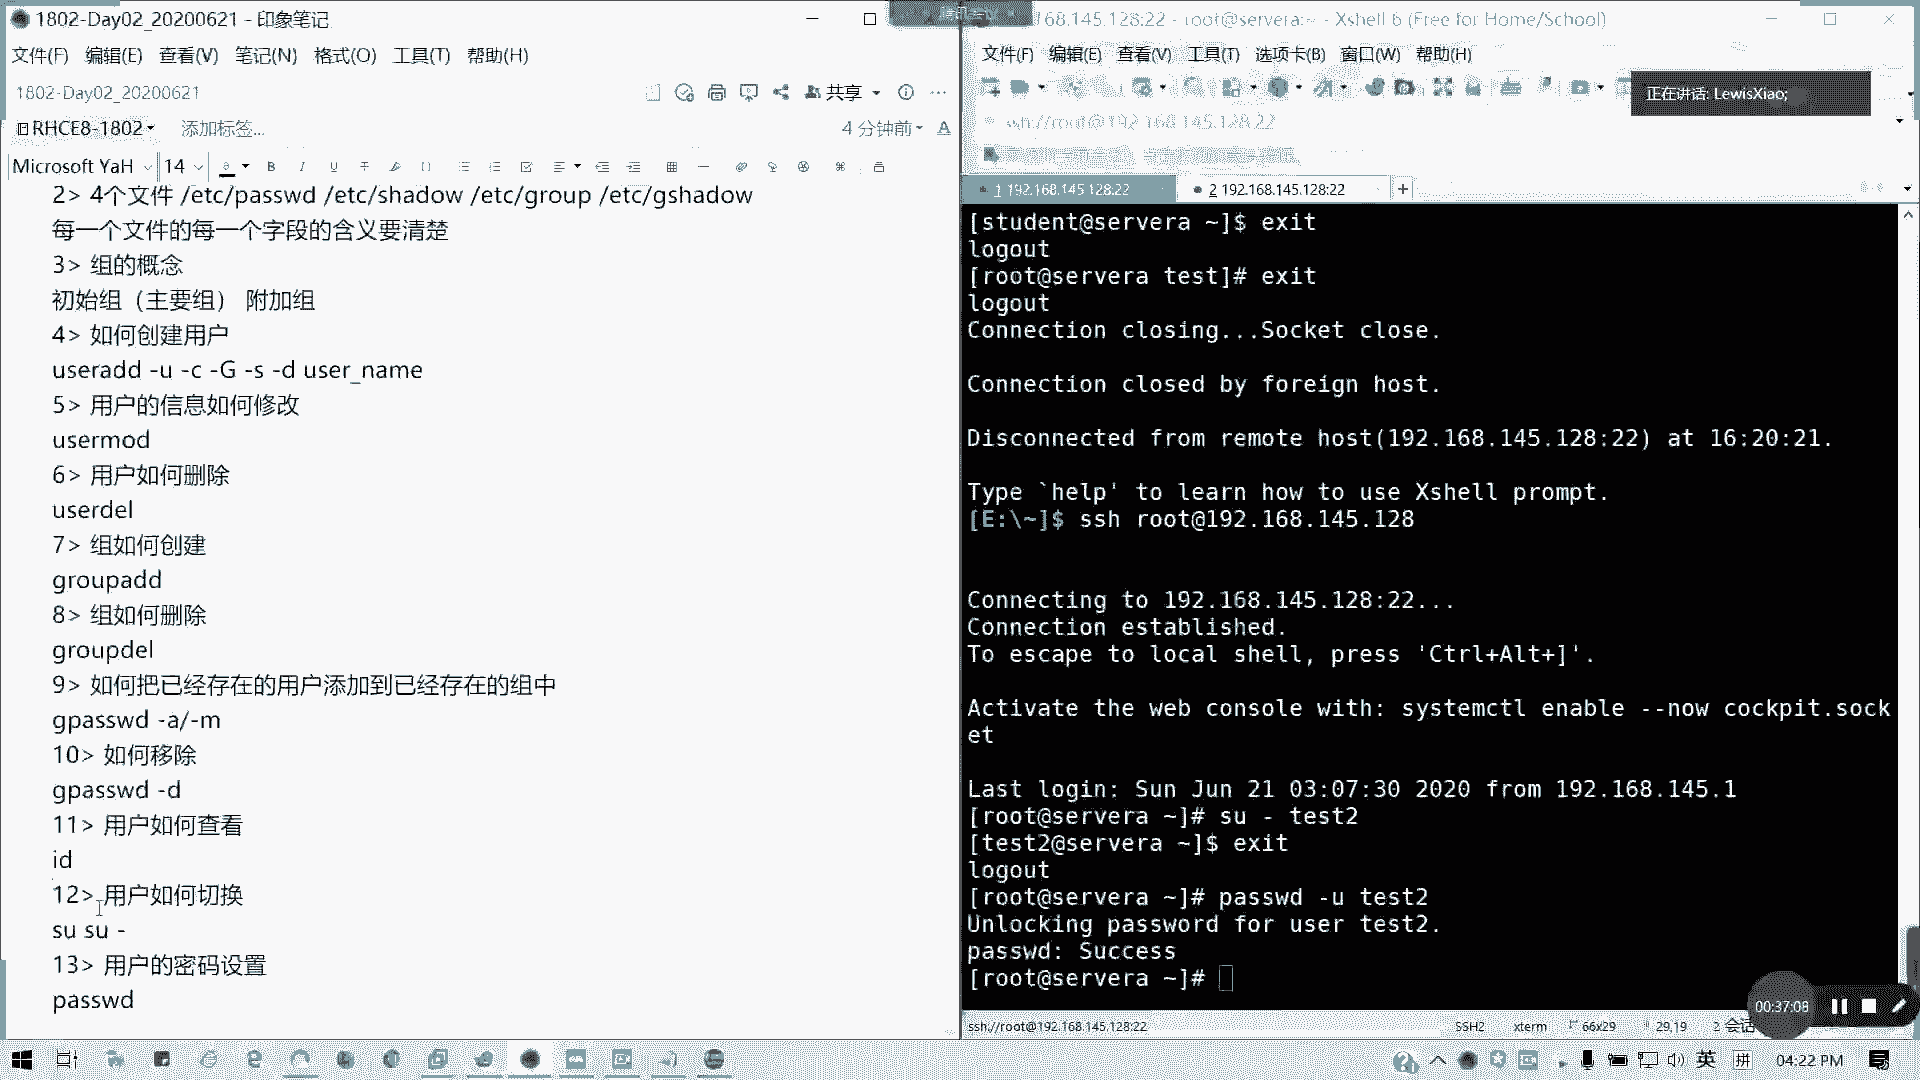 1802-Day02_20200621 - 印象笔记
文件(F) 编辑(E) 查看(V) 笔记(N) 格式(O) 工具(T) 帮助(H)
1802-Day02_20200621
共享
RHCE8-1802 添加标签...
4 分钟前
Microsoft YaH 14
2> 4个文件 /etc/passwd /etc/shadow /etc/group /etc/gshadow
每一个文件的每一个字段的含义要清楚
3> 组的概念
初始组（主要组） 附加组
4> 如何创建用户
useradd -u -c -G -s -d user_name
5> 用户的信息如何修改
usermod
6> 用户如何删除
userdel
7> 组如何创建
groupadd
8> 组如何删除
groupdel
9> 如何把已经存在的用户添加到已经存在的组中
gpasswd -a/-m
10> 如何移除
gpasswd -d
11> 用户如何查看
id
12> 用户如何切换
su su -
13> 用户的密码设置
passwd
68.145.128:22 - root@servera:~ - Xshell 6 (Free for Home/School)
文件(F) 编辑(E) 查看(V) 工具(T) 选项卡(B) 窗口(W) 帮助(H)
正在讲话: LewisXiao;
ssh://root@192.168.145.128:22
1 192.168.145.128:22
2 192.168.145.128:22
[student@servera ~]$ exit
logout
[root@servera test]# exit
logout
Connection closing...Socket close.
Connection closed by foreign host.
Disconnected from remote host(192.168.145.128:22) at 16:20:21.
Type `help' to learn how to use Xshell prompt.
[E:\~]$ ssh root@192.168.145.128
Connecting to 192.168.145.128:22...
Connection established.
To escape to local shell, press 'Ctrl+Alt+]'.
Activate the web console with: systemctl enable --now cockpit.sock
et
Last login: Sun Jun 21 03:07:30 2020 from 192.168.145.1
[root@servera ~]# su - test2
[test2@servera ~]$ exit
logout
[root@servera ~]# passwd -u test2
Unlocking password for user test2.
passwd: Success
[root@servera ~]#
00:37:08
ssh://root@192.168.145.128:22
SSH2 xterm 66x29 29,19 2 会话
英 拼 04:22 PM